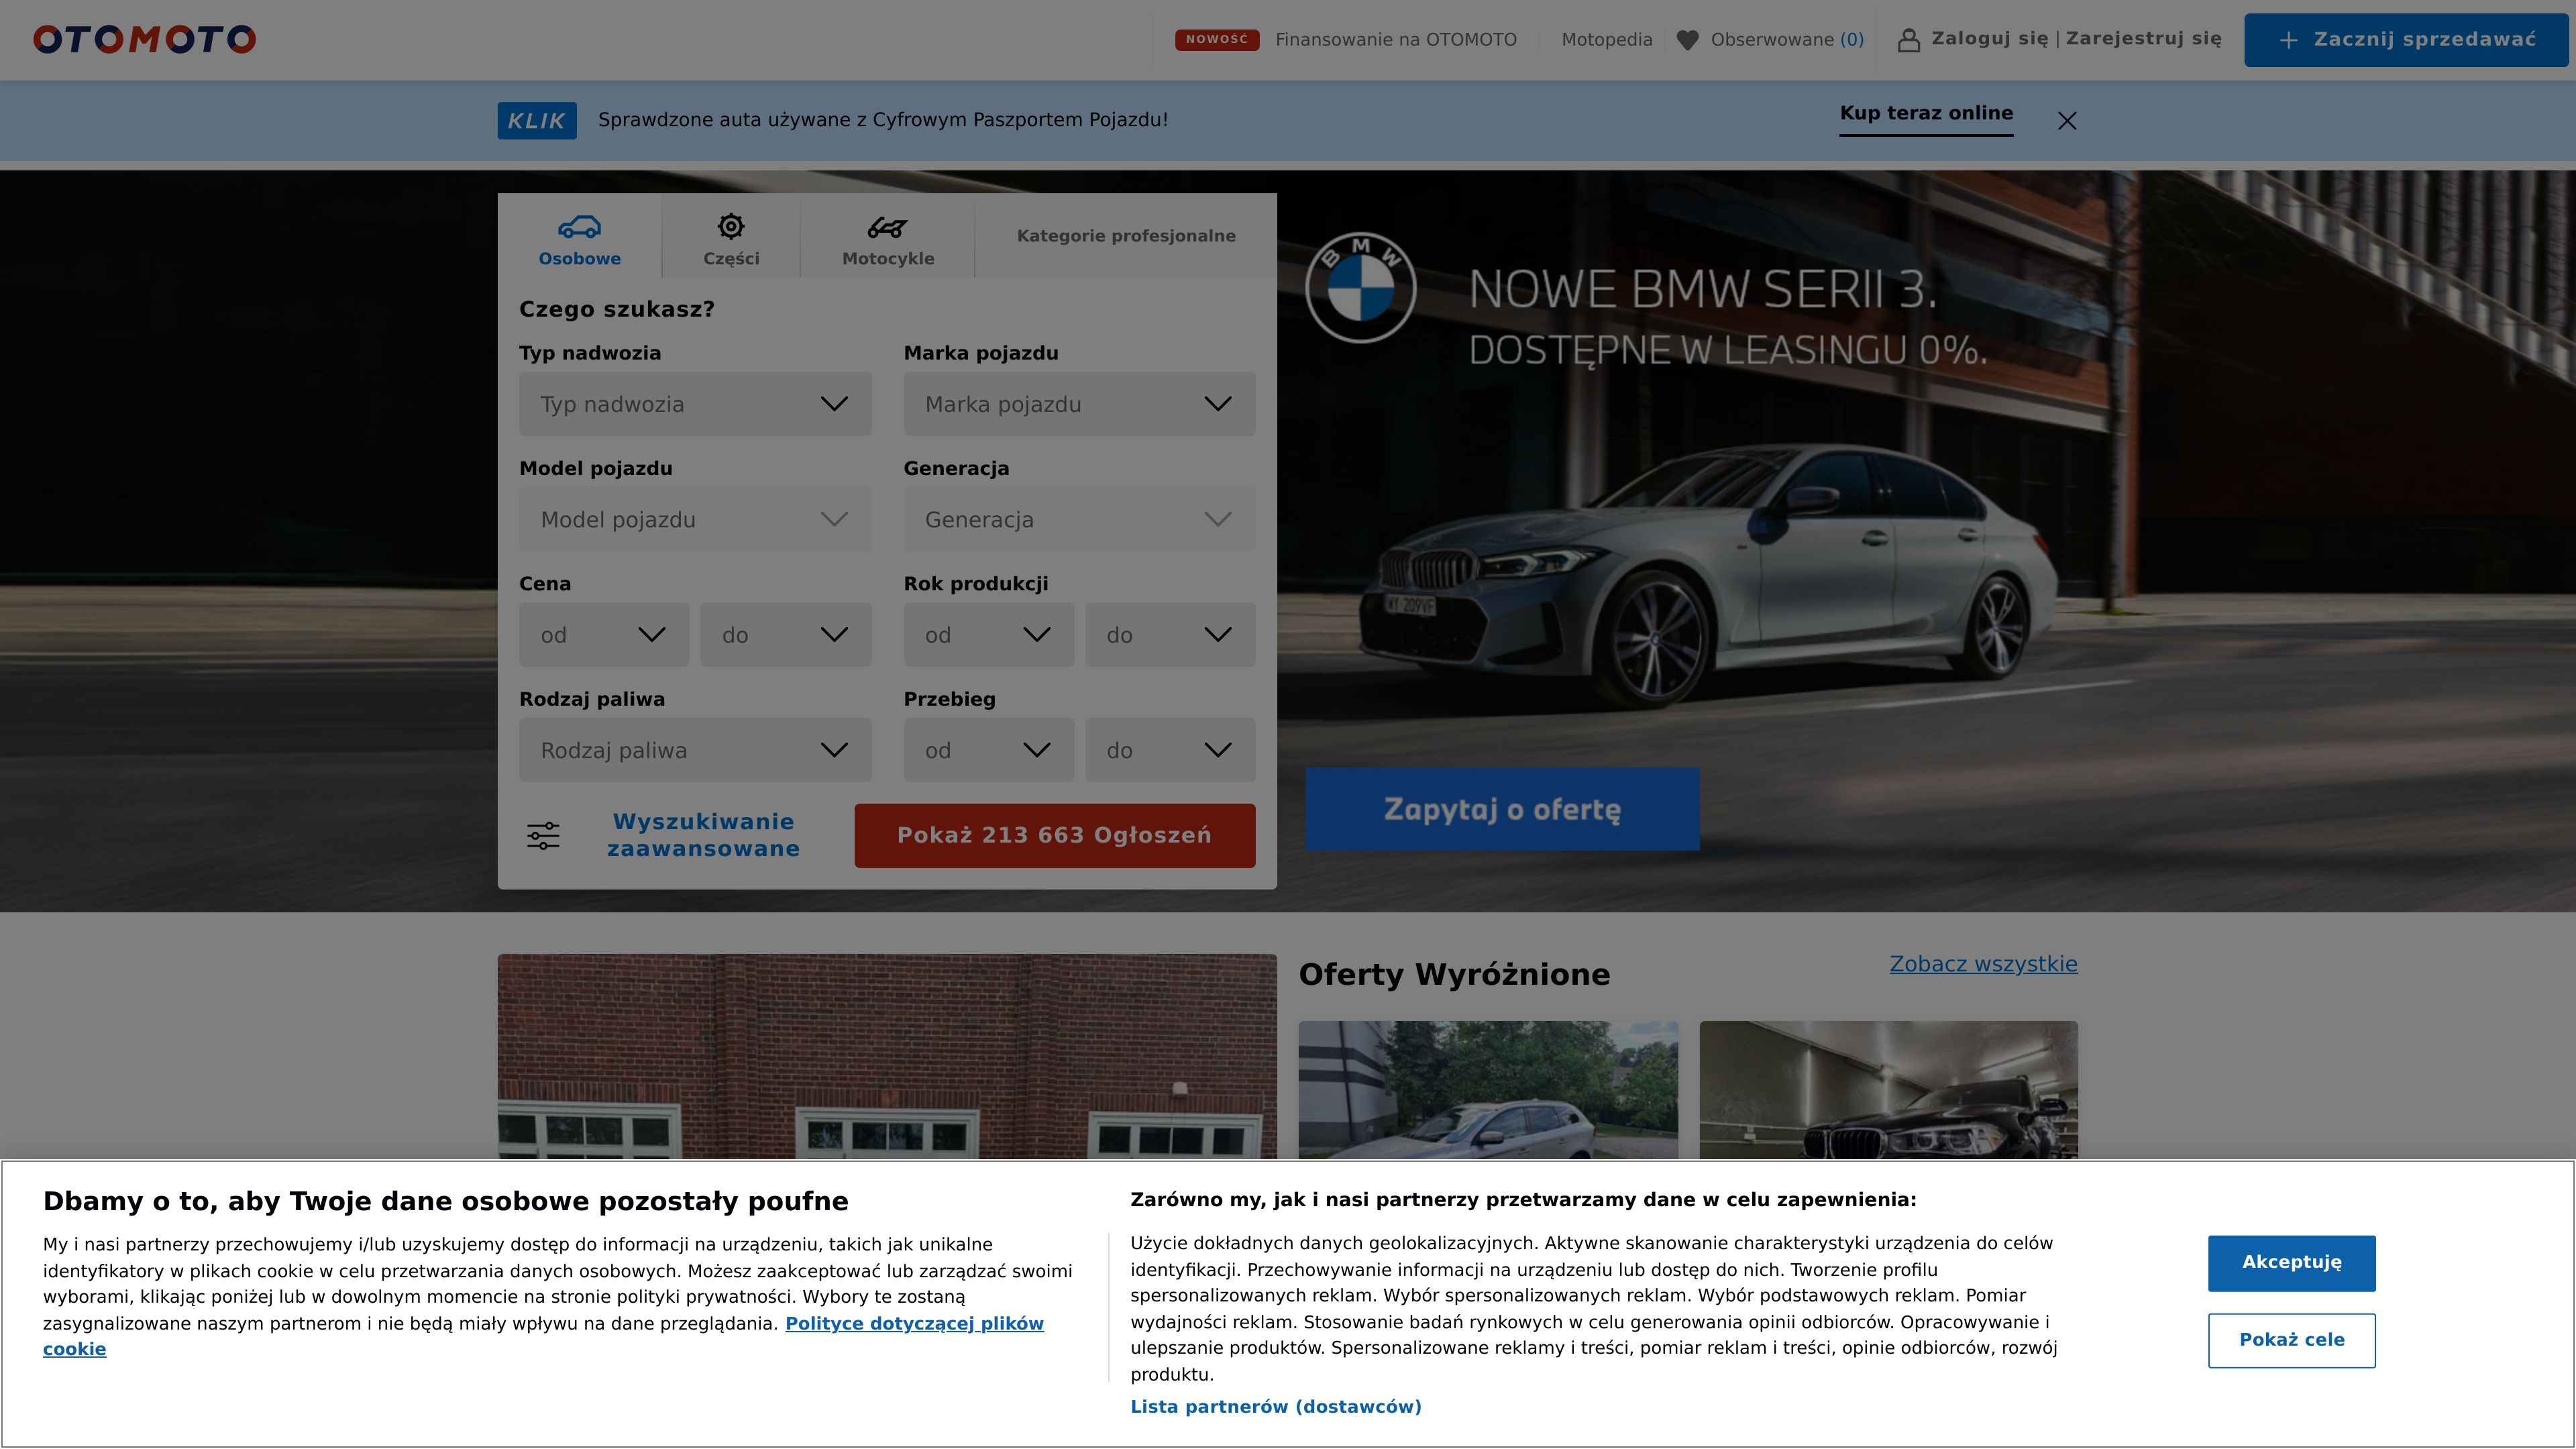 OTOMOTO
NOWOŚĆ Finansowanie na OTOMOTO Motopedia Obserwowane (0) Zaloguj się | Zarejestruj się Zacznij sprzedawać
KLIK Sprawdzone auta używane z Cyfrowym Paszportem Pojazdu! Kup teraz online
Osobowe Części Motocykle Kategorie profesjonalne
Czego szukasz?
Typ nadwozia Marka pojazdu
Typ nadwozia Marka pojazdu
Model pojazdu Generacja
Model pojazdu Generacja
Cena Rok produkcji
od do od do
Rodzaj paliwa Przebieg
Rodzaj paliwa od do
Wyszukiwanie
zaawansowane
Pokaż 213 663 Ogłoszeń
BMW
NOWE BMW SERII 3.
DOSTĘPNE W LEASINGU 0%.
WY 209VF
Zapytaj o ofertę
Oferty Wyróżnione Zobacz wszystkie
Dbamy o to, aby Twoje dane osobowe pozostały poufne
My i nasi partnerzy przechowujemy i/lub uzyskujemy dostęp do informacji na urządzeniu, takich jak unikalne
identyfikatory w plikach cookie w celu przetwarzania danych osobowych. Możesz zaakceptować lub zarządzać swoimi
wyborami, klikając poniżej lub w dowolnym momencie na stronie polityki prywatności. Wybory te zostaną
zasygnalizowane naszym partnerom i nie będą miały wpływu na dane przeglądania. Polityce dotyczącej plików
cookie
Zarówno my, jak i nasi partnerzy przetwarzamy dane w celu zapewnienia:
Użycie dokładnych danych geolokalizacyjnych. Aktywne skanowanie charakterystyki urządzenia do celów
identyfikacji. Przechowywanie informacji na urządzeniu lub dostęp do nich. Tworzenie profilu
spersonalizowanych reklam. Wybór spersonalizowanych reklam. Wybór podstawowych reklam. Pomiar
wydajności reklam. Stosowanie badań rynkowych w celu generowania opinii odbiorców. Opracowywanie i
ulepszanie produktów. Spersonalizowane reklamy i treści, pomiar reklam i treści, opinie odbiorców, rozwój
produktu.
Lista partnerów (dostawców)
Akceptuję
Pokaż cele